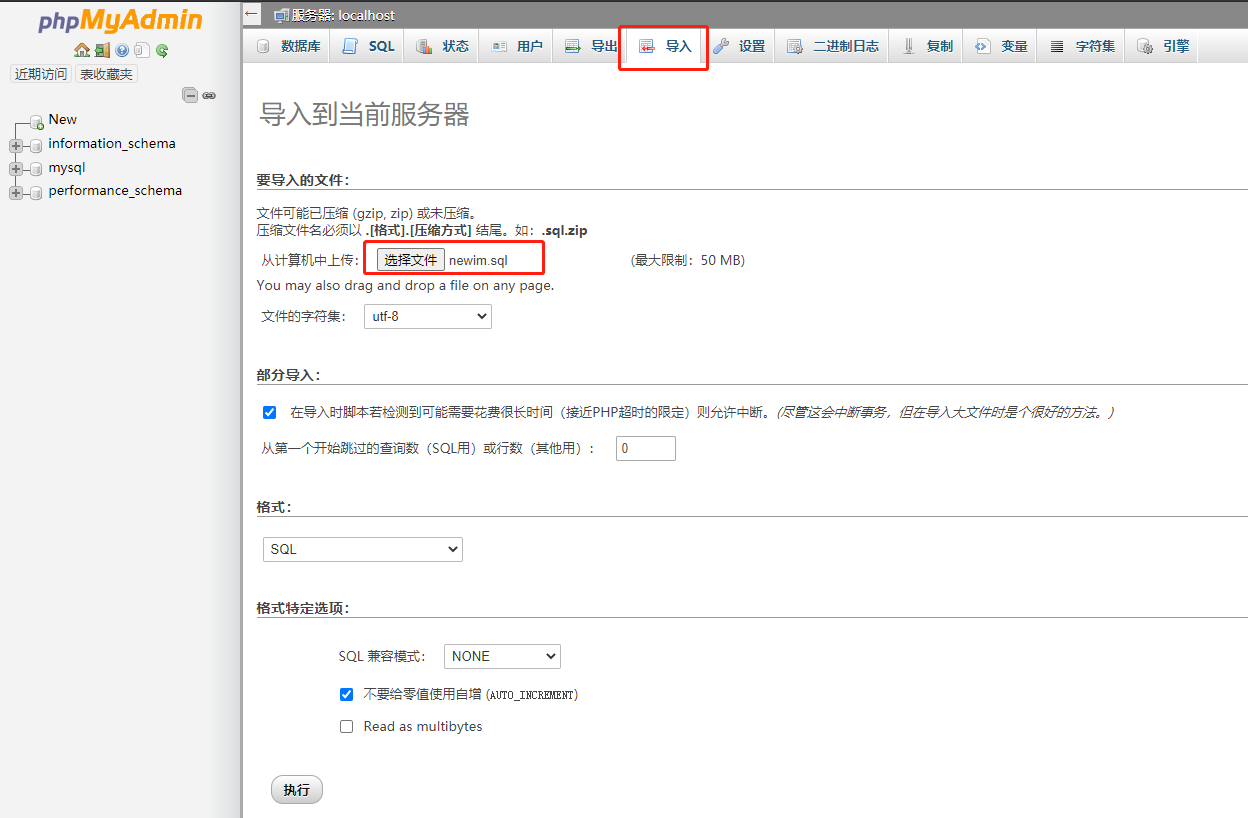 phpMyAdmin
近期访问 表收藏夹
New
information_schema
mysql
performance_schema
服务器: localhost
数据库 SQL 状态 用户 导出 导入 设置 二进制日志 复制 变量 字符集 引擎
导入到当前服务器
要导入的文件：
文件可能已压缩 (gzip, zip) 或未压缩。
压缩文件名必须以 .[格式].[压缩方式] 结尾。如：.sql.zip
从计算机中上传： 选择文件 newim.sql (最大限制：50 MB)
You may also drag and drop a file on any page.
文件的字符集： utf-8
部分导入：
在导入时脚本若检测到可能需要花费很长时间（接近PHP超时的限定）则允许中断。(尽管这会中断事务，但在导入大文件时是个很好的方法。)
从第一个开始跳过的查询数（SQL用）或行数（其他用）： 0
格式：
SQL
格式特定选项：
SQL 兼容模式： NONE
不要给零值使用自增 (AUTO_INCREMENT)
Read as multibytes
执行